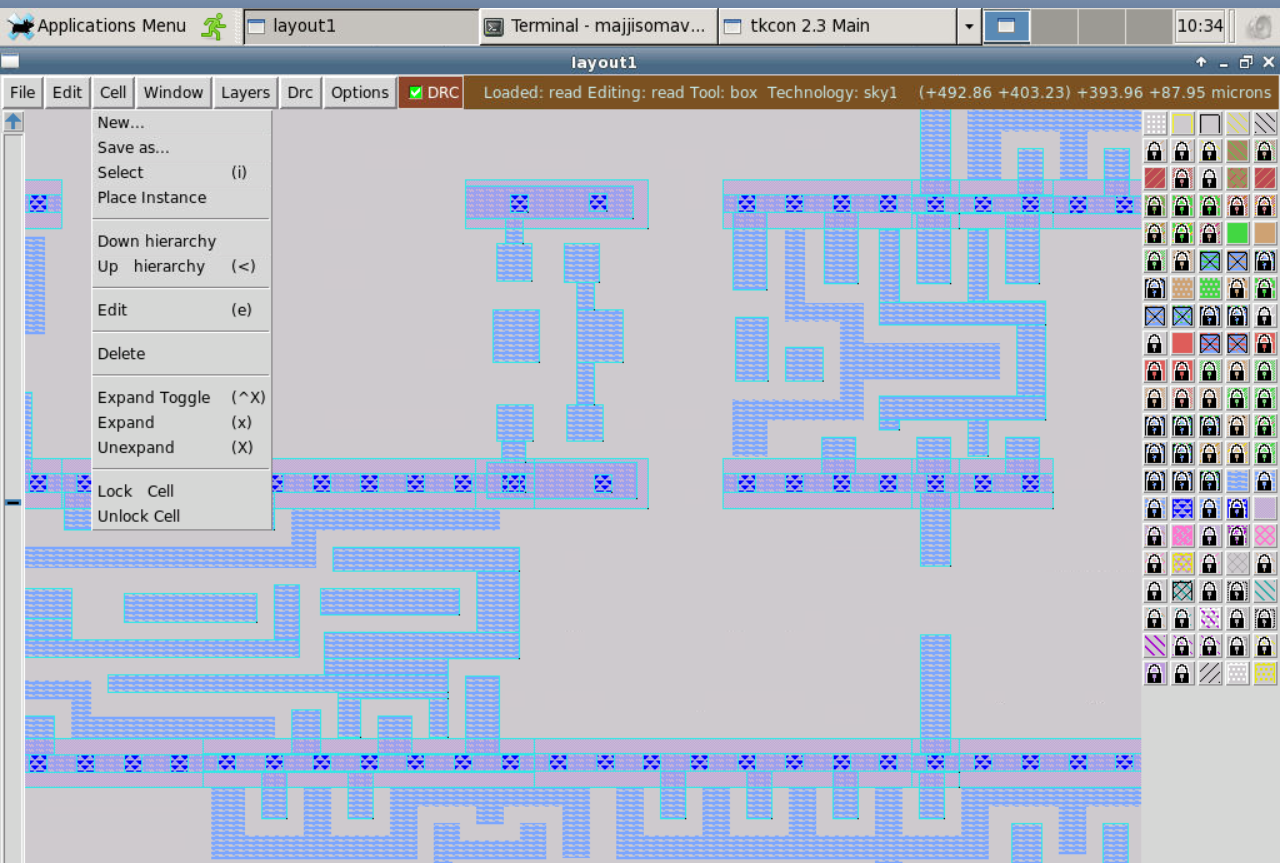 Applications Menu layout1 Terminal - majjisomav... tkcon 2.3 Main 10:34
layout1
File Edit Cell Window Layers Drc Options DRC Loaded: read Editing: read Tool: box Technology: sky1 (+492.86 +403.23) +393.96 +87.95 microns
New...
Save as...
Select (i)
Place Instance
Down hierarchy
Up hierarchy (<)
Edit (e)
Delete
Expand Toggle (^X)
Expand (x)
Unexpand (X)
Lock Cell
Unlock Cell